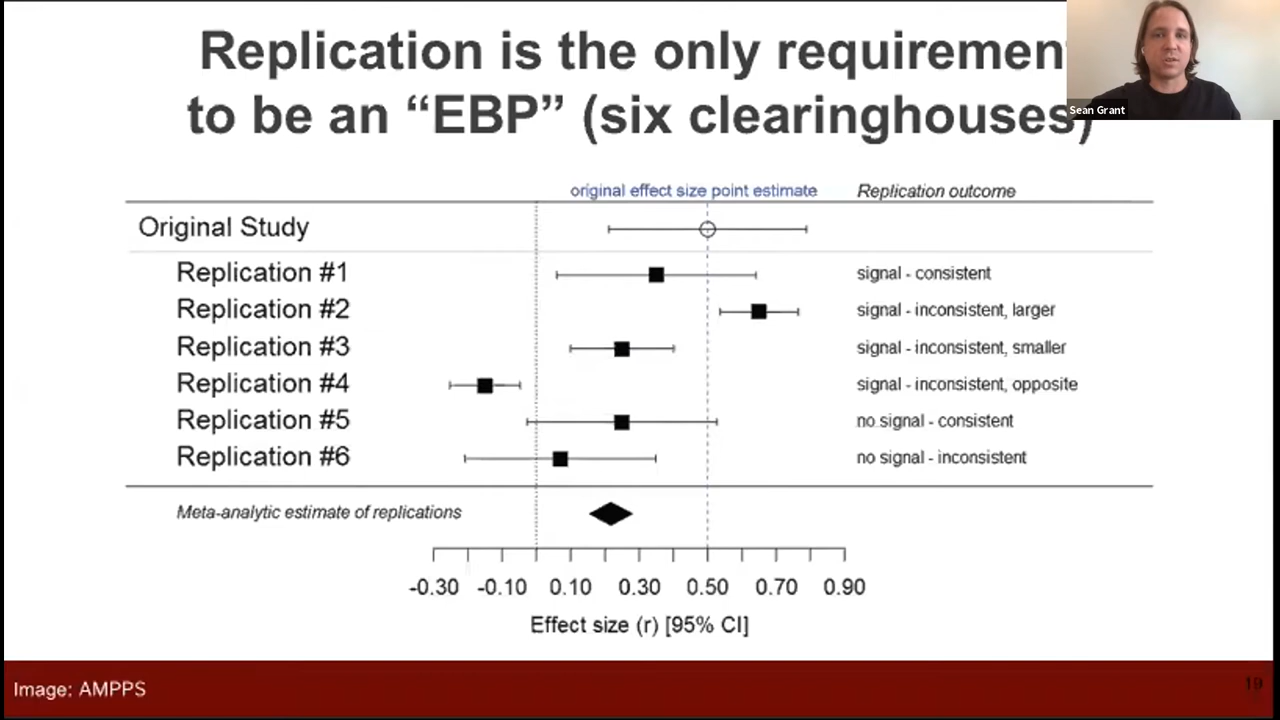 Replication is the only requirement
to be an “EBP” (six clearinghouses)
Sean Grant
original effect size point estimate Replication outcome
Original Study
Replication #1 signal - consistent
Replication #2 signal - inconsistent, larger
Replication #3 signal - inconsistent, smaller
Replication #4 signal - inconsistent, opposite
Replication #5 no signal - consistent
Replication #6 no signal - inconsistent
Meta-analytic estimate of replications
-0.30 -0.10 0.10 0.30 0.50 0.70 0.90
Effect size (r) [95% CI]
Image: AMPPS
19